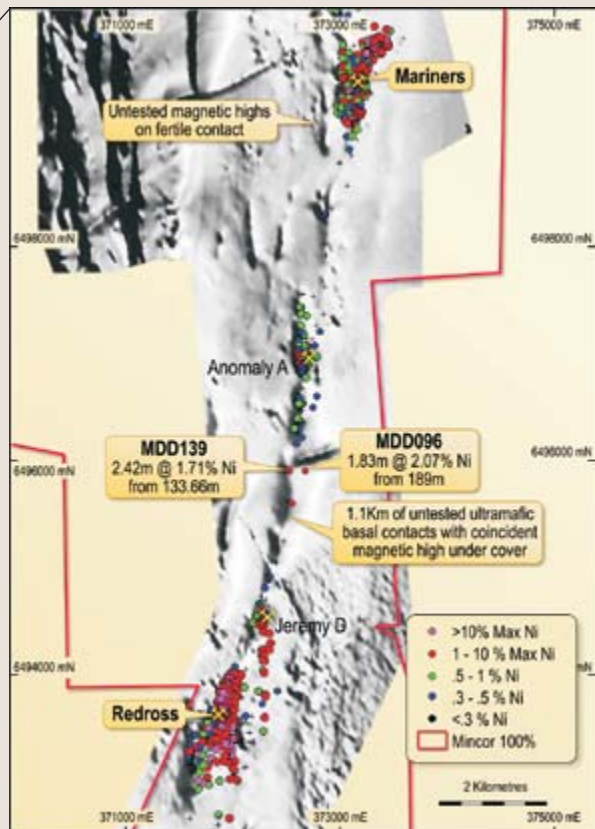 371000 mE
373000 mE
375000 mE
Mariners
Untested magnetic highs
on fertile contact
6498000 mN
6498000 mN
Anomaly A
MDD139
2.42m @ 1.71% Ni
from 133.66m
MDD096
1.83m @ 2.07% Ni
from 189m
6496000 mN
6496000 mN
1.1Km of untested ultramafic
basal contacts with coincident
magnetic high under cover
Jeremy D
6494000 mN
Redross
>10% Max Ni
1 - 10 % Max Ni
.5 - 1 % Ni
.3 - .5 % Ni
<.3 % Ni
Mincor 100%
2 Kilometres
371000 mE
373000 mE
375000 mE